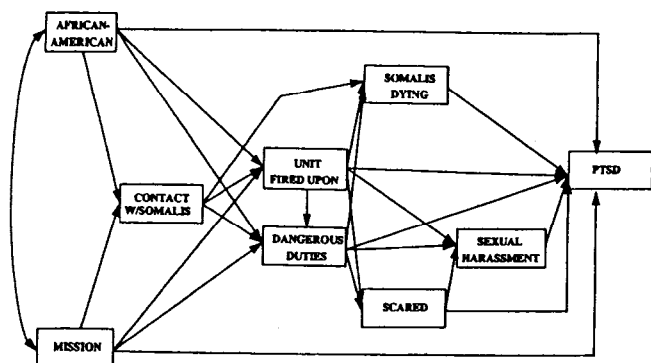 AFRICAN-
AMERICAN
SOMALIS
DYING
UNIT
FIRED UPON
PTSD
CONTACT
W/SOMALIS
DANGEROUS
DUTIES
SEXUAL
HARASSMENT
SCARED
MISSION